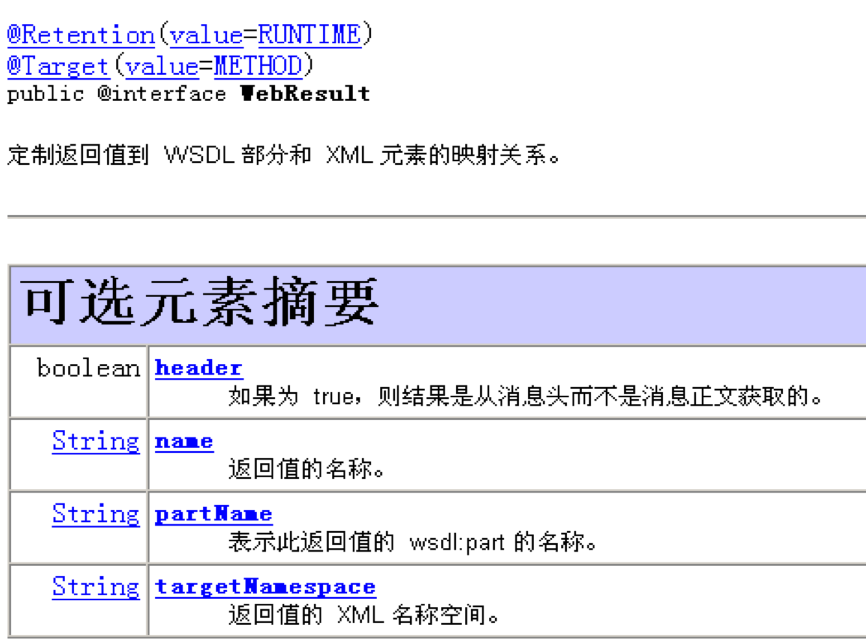 @Retention(value=RUNTIME)
@Target(value=METHOD)
public @interface WebResult
定制返回值到 WSDL 部分和 XML 元素的映射关系。
可选元素摘要
boolean header
如果为 true，则结果是从消息头而不是消息正文获取的。
String name
返回值的名称。
String partName
表示此返回值的 wsdl:part 的名称。
String targetNamespace
返回值的 XML 名称空间。